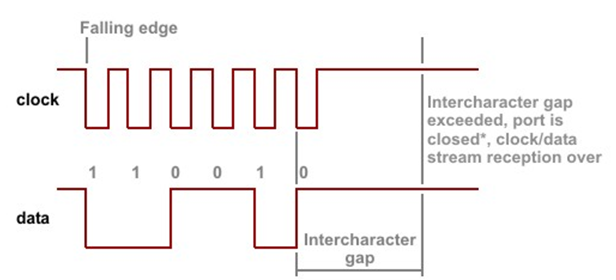 Falling edge
clock
Intercharacter gap
exceeded, port is
closed*, clock/data
stream reception over
1 1 0 0 1 0
data
Intercharacter
gap